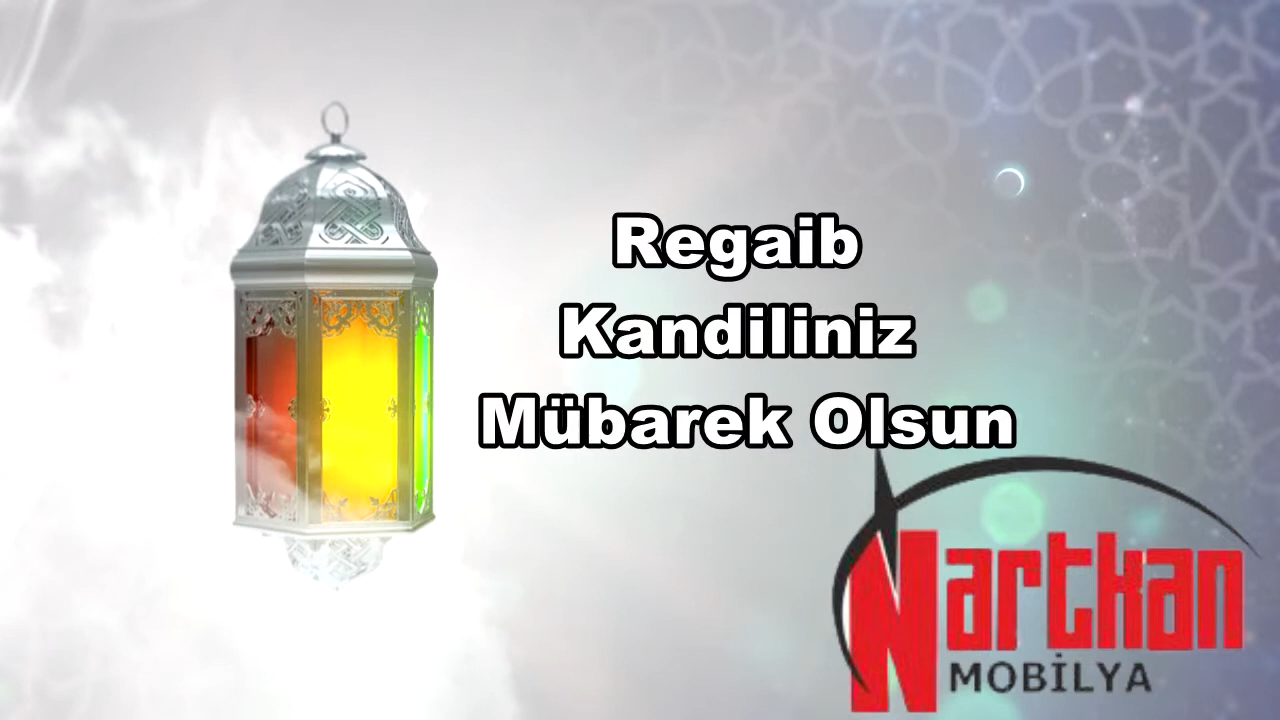 Regaib
Kandiliniz
Mübarek Olsun
Nartkan
MOBİLYA